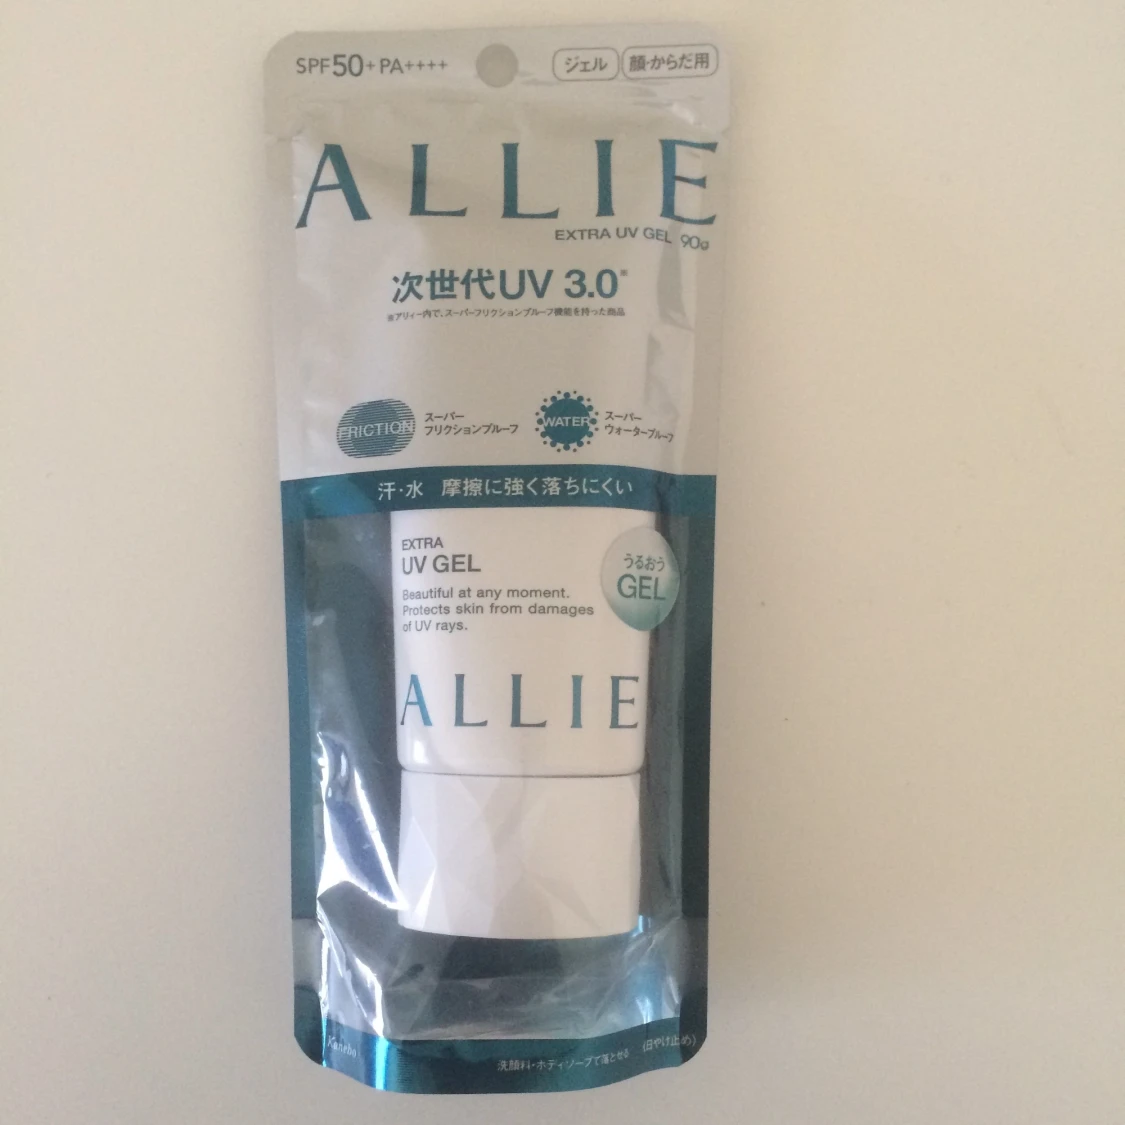 SPF50+ PA++++
ジェル
顔・からだ用
ALLIE
EXTRA UV GEL 90g
次世代UV 3.0※
※アリィー内で、スーパーフリクションプルーフ機能を持った商品
FRICTION
スーパー
フリクションプルーフ
WATER
スーパー
ウォータープルーフ
汗・水 摩擦に強く落ちにくい
EXTRA
UV GEL
Beautiful at any moment.
Protects skin from damages
of UV rays.
うるおう
GEL
ALLIE
Kanebo
洗顔料・ボディソープで落とせる
(日やけ止め)